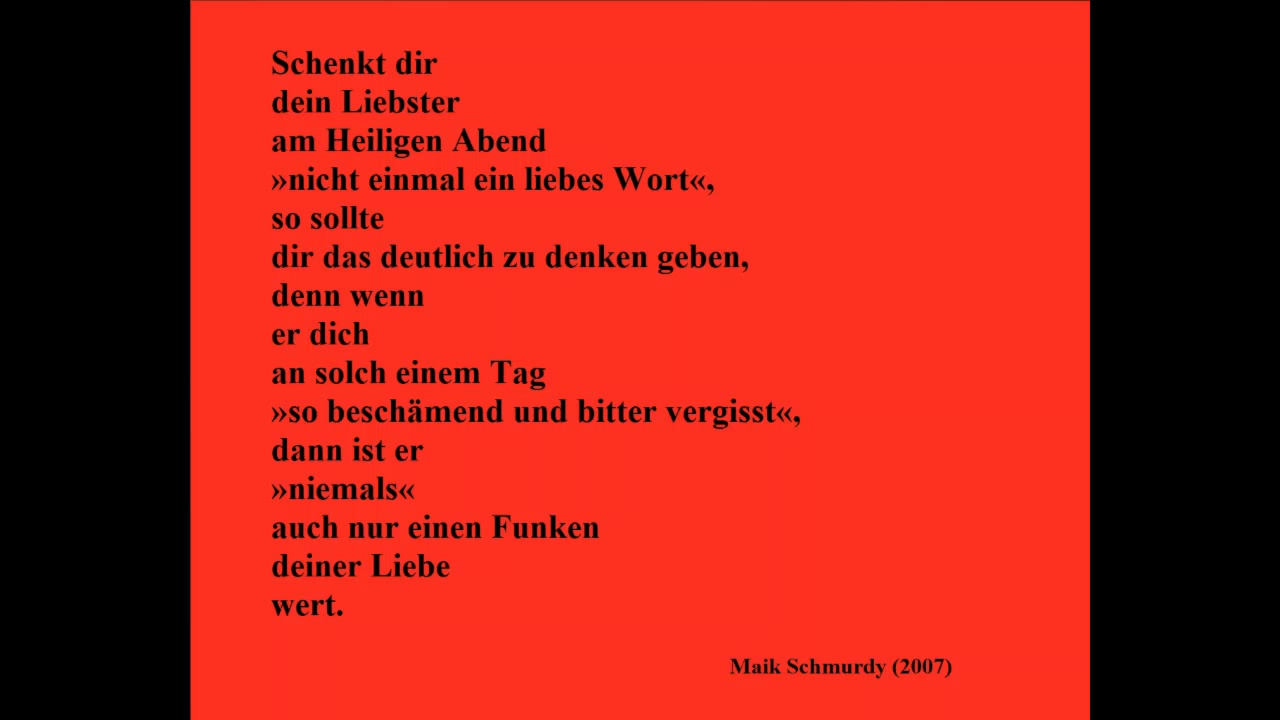 Schenkt dir
dein Liebster
am Heiligen Abend
»nicht einmal ein liebes Wort«,
so sollte
dir das deutlich zu denken geben,
denn wenn
er dich
an solch einem Tag
»so beschämend und bitter vergisst«,
dann ist er
»niemals«
auch nur einen Funken
deiner Liebe
wert.
Maik Schmurdy (2007)